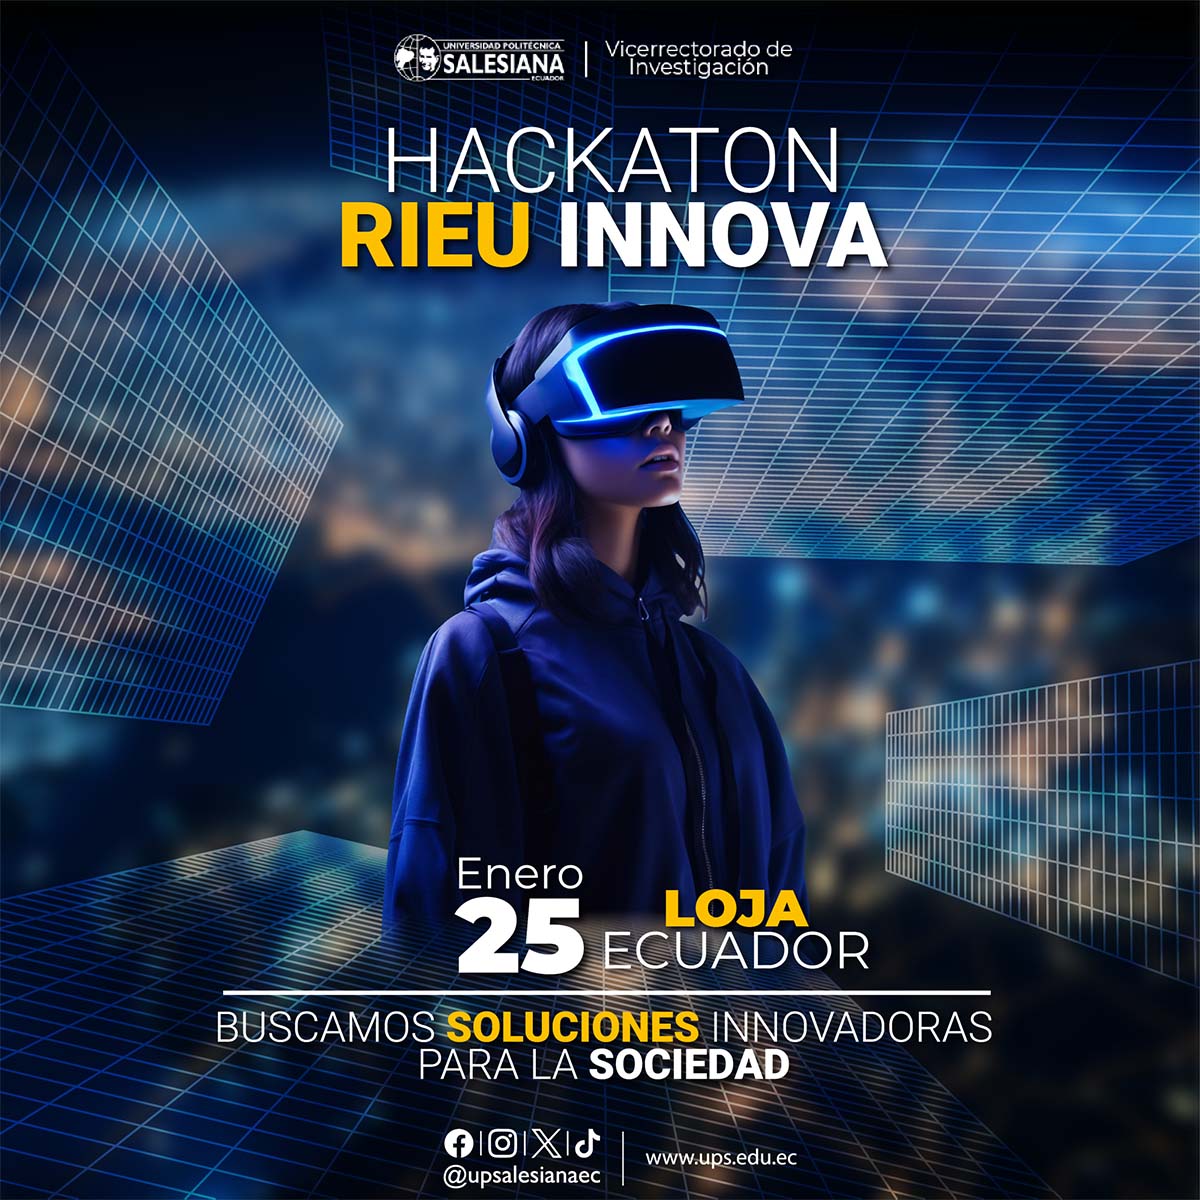 UNIVERSIDAD POLITÉCNICA
SALESIANA
ECUADOR
Vicerrectorado de
Investigación
HACKATON
RIEU INNOVA
Enero
25
LOJA
ECUADOR
BUSCAMOS SOLUCIONES INNOVADORAS
PARA LA SOCIEDAD
@upsalesianaec
www.ups.edu.ec